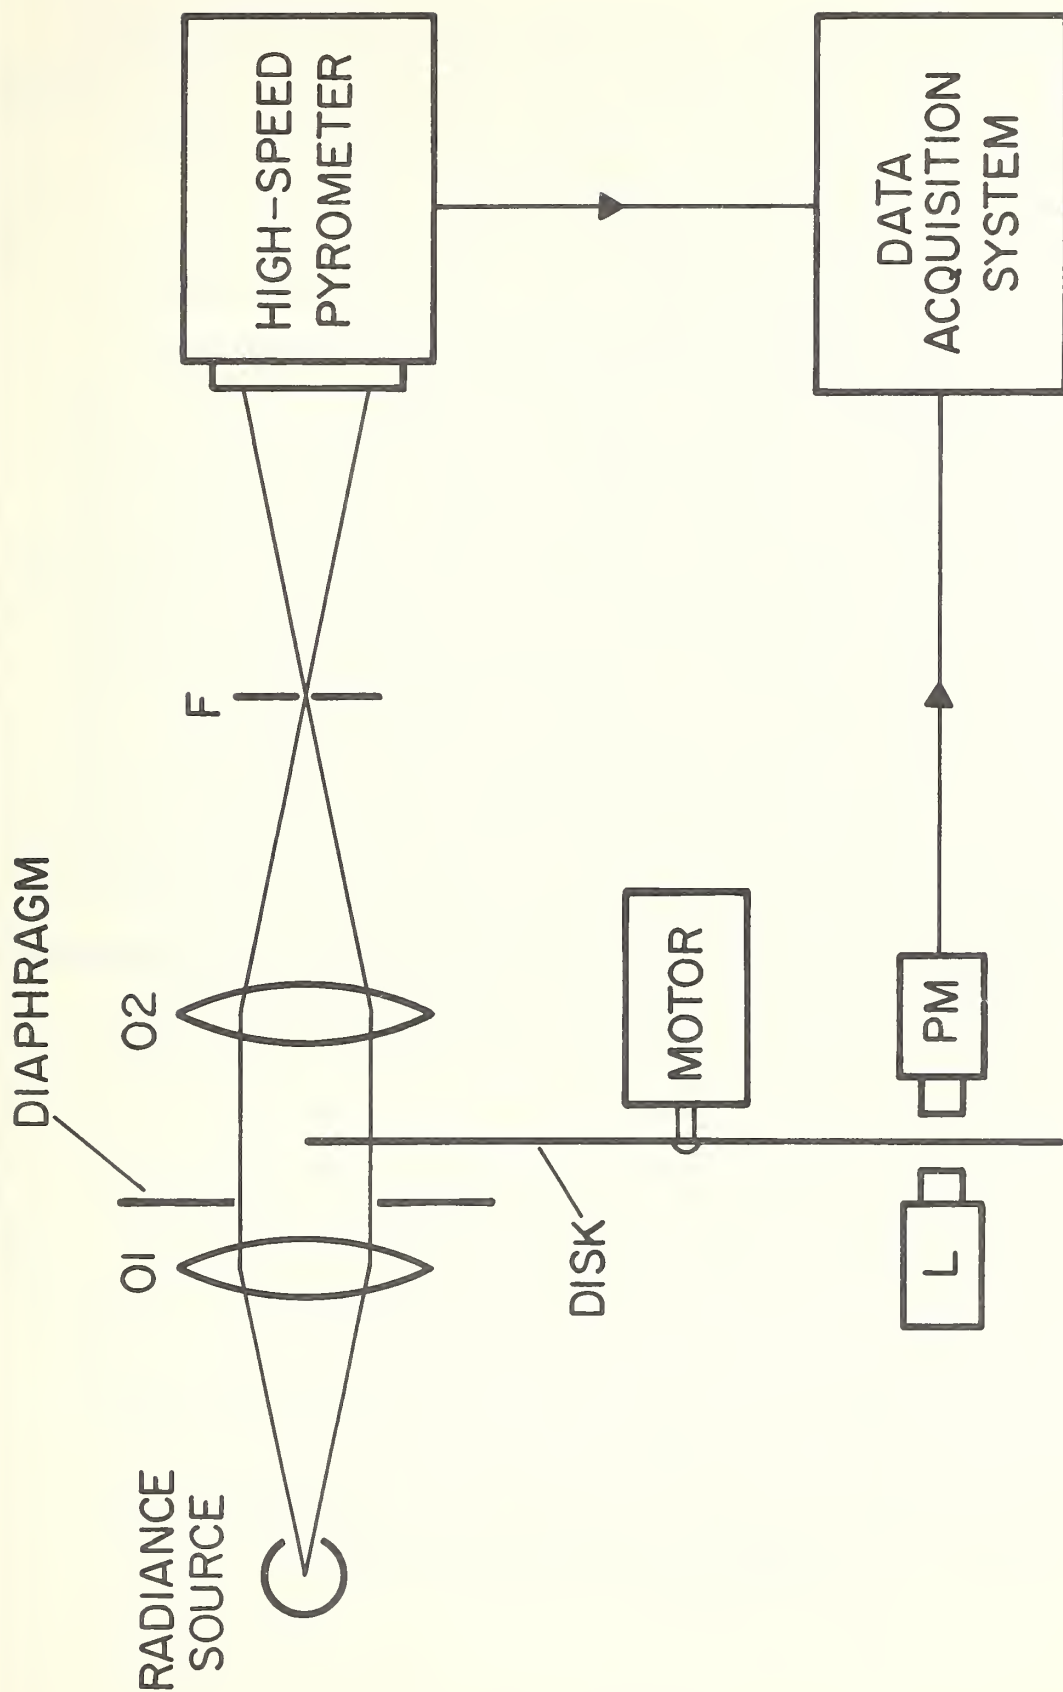 RADIANCE
SOURCE
O1
DIAPHRAGM
O2
F
HIGH-SPEED
PYROMETER
DISK
MOTOR
L
PM
DATA
ACQUISITION
SYSTEM